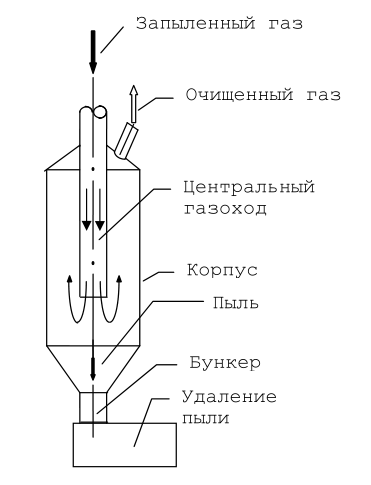 Запыленный газ
Очищенный газ
Центральный
газоход
Корпус
Пыль
Бункер
Удаление
пыли